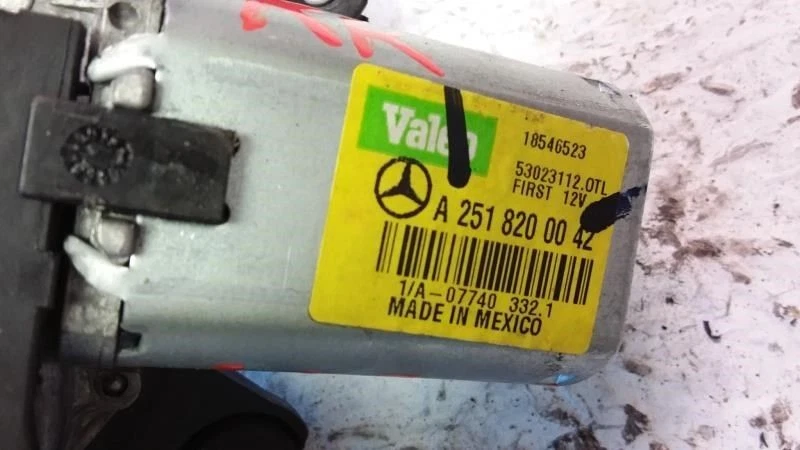 Valeo
18546523
53023112.OTL
FIRST 12V
A 251 820 00 42
1/A-07740 332.1
MADE IN MEXICO